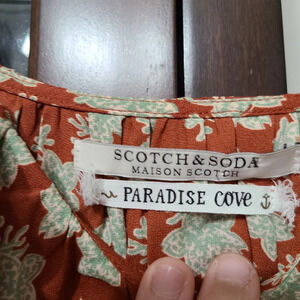 SCOTCH & SODA
MAISON SCOTCH
~ PARADISE COVE